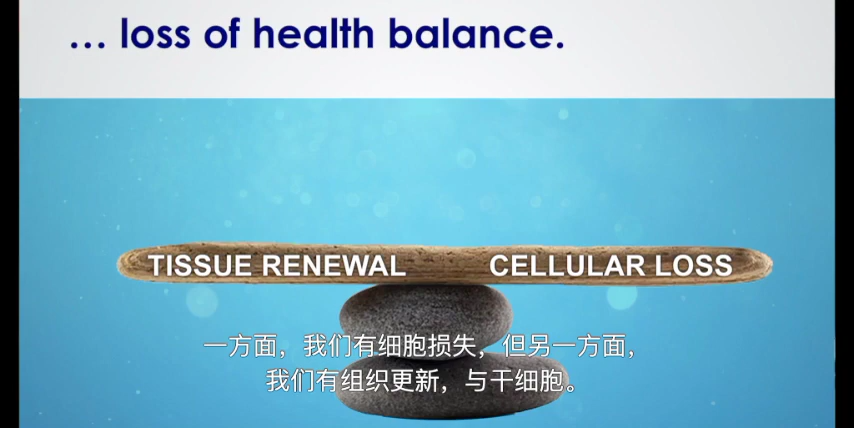 ... loss of health balance.
TISSUE RENEWAL CELLULAR LOSS
一方面，我们有细胞损失，但另一方面，
我们有组织更新，与干细胞。